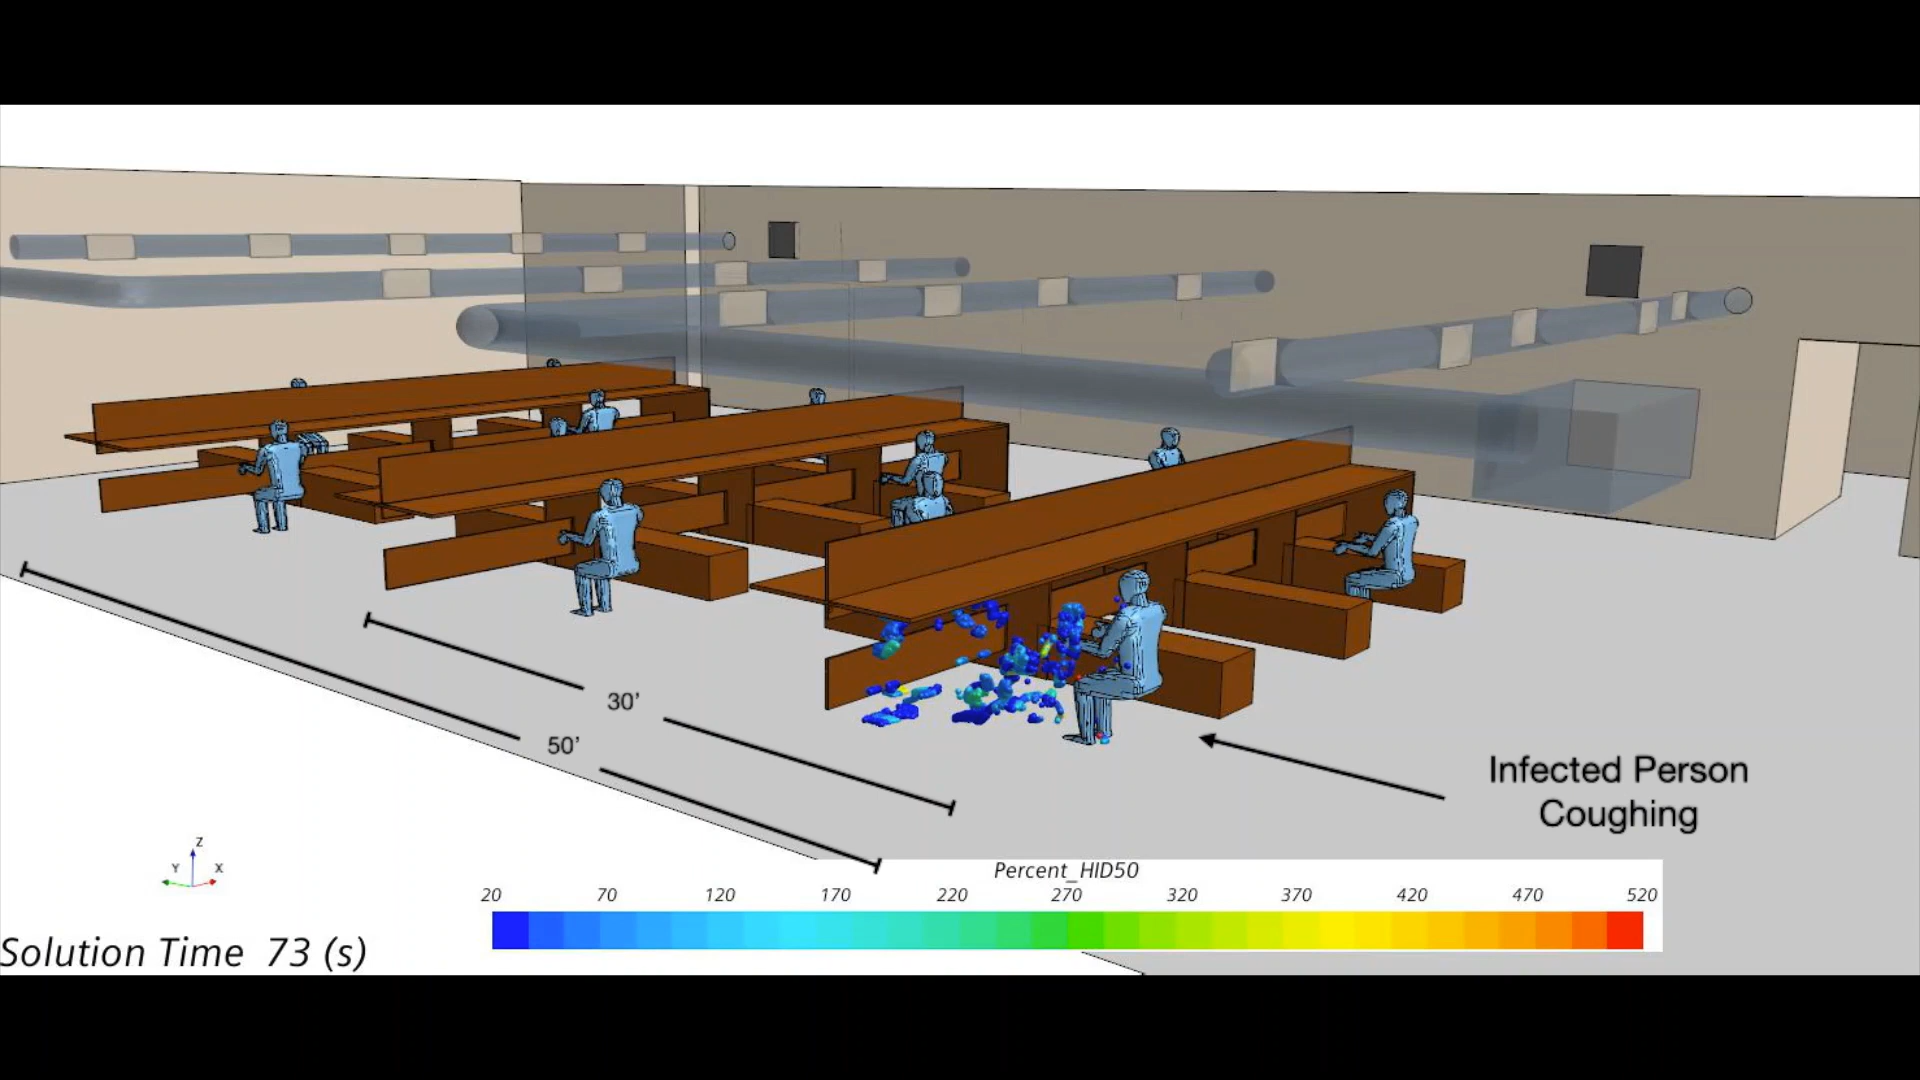 30’
50’
Infected Person
Coughing
Z
Y X
Percent_HID50
20 70 120 170 220 270 320 370 420 470 520
Solution Time 73 (s)